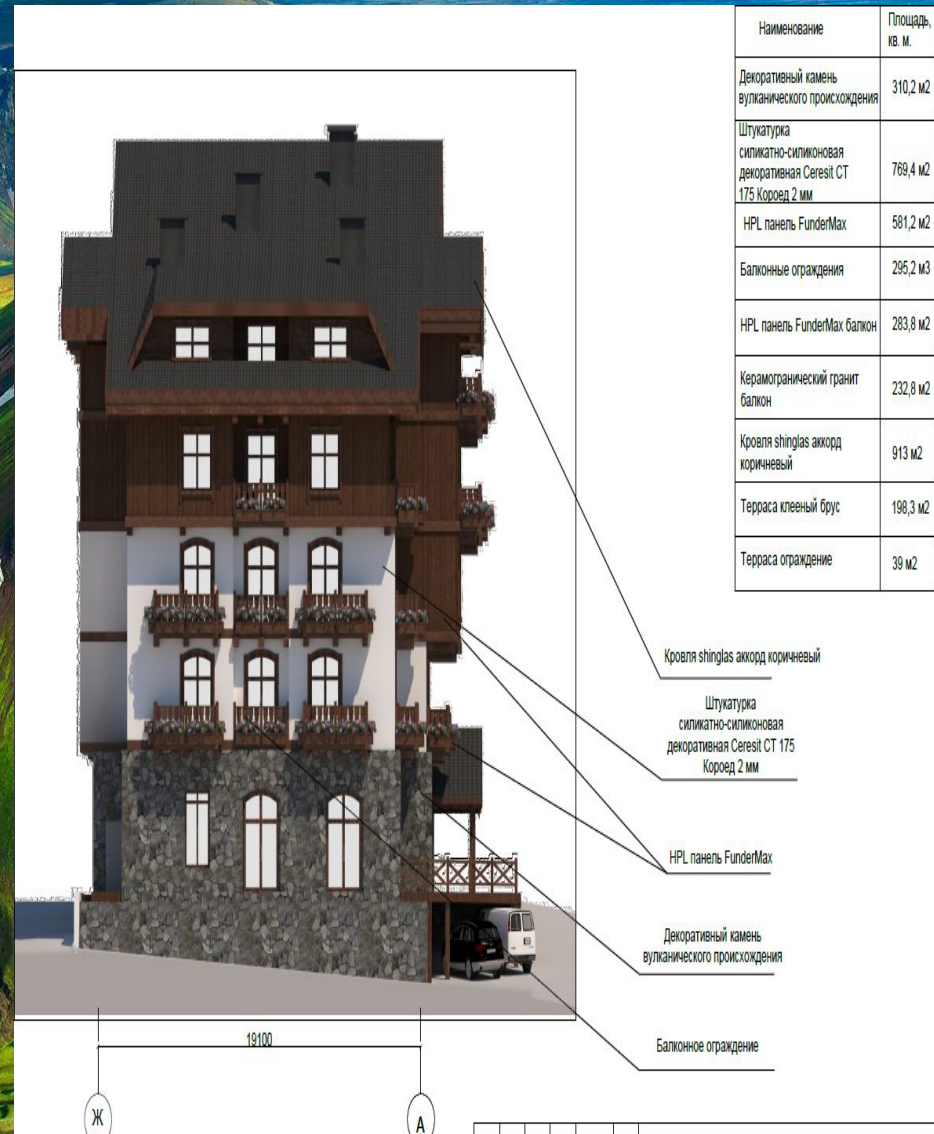 Наименование
Площадь,
кв. м.
Декоративный камень
вулканического происхождения
310,2 м2
Штукатурка
силикатно-силиконовая
декоративная Ceresit CT
175 Короед 2 мм
769,4 м2
HPL панель FunderMax
581,2 м2
Балконные ограждения
295,2 м3
HPL панель FunderMax балкон
283,8 м2
Керамогранический гранит
балкон
232,8 м2
Кровля shinglas аккорд
коричневый
913 м2
Терраса клееный брус
198,3 м2
Терраса ограждение
39 м2
Кровля shinglas аккорд коричневый
Штукатурка
силикатно-силиконовая
декоративная Ceresit CT 175
Короед 2 мм
HPL панель FunderMax
Декоративный камень
вулканического происхождения
Балконное ограждение
19100
Ж
А